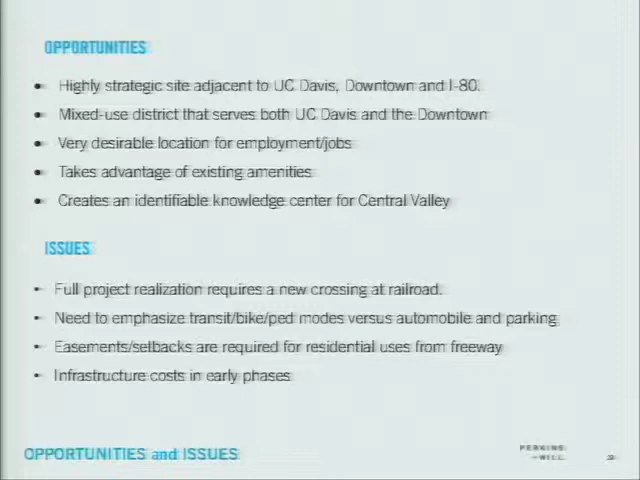 OPPORTUNITIES
• Highly strategic site adjacent to UC Davis, Downtown and I-80.
• Mixed-use district that serves both UC Davis and the Downtown
• Very desirable location for employment/jobs
• Takes advantage of existing amenities
• Creates an identifiable knowledge center for Central Valley
ISSUES
• Full project realization requires a new crossing at railroad.
• Need to emphasize transit/bike/ped modes versus automobile and parking
• Easements/setbacks are required for residential uses from freeway
• Infrastructure costs in early phases
OPPORTUNITIES and ISSUES
PERKINS
+WILL